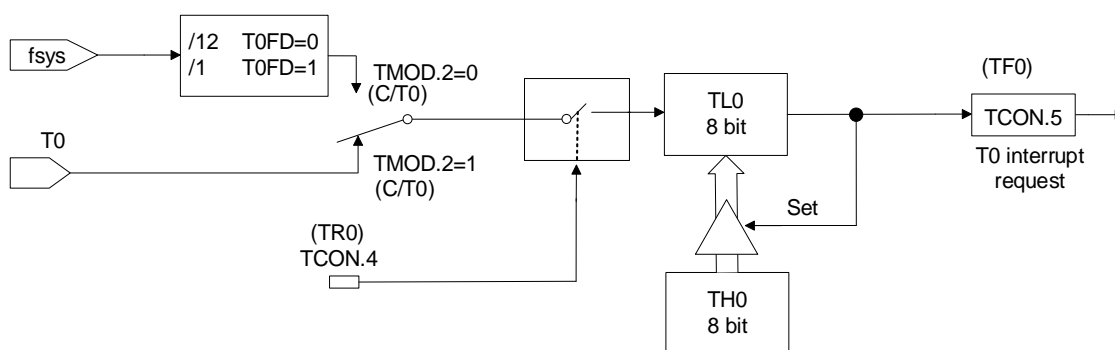 fsys
/12 T0FD=0
/1 T0FD=1
TMOD.2=0
(C/T0)
T0
TMOD.2=1
(C/T0)
(TR0)
TCON.4
TL0
8 bit
Set
TH0
8 bit
(TF0)
TCON.5
T0 interrupt
request